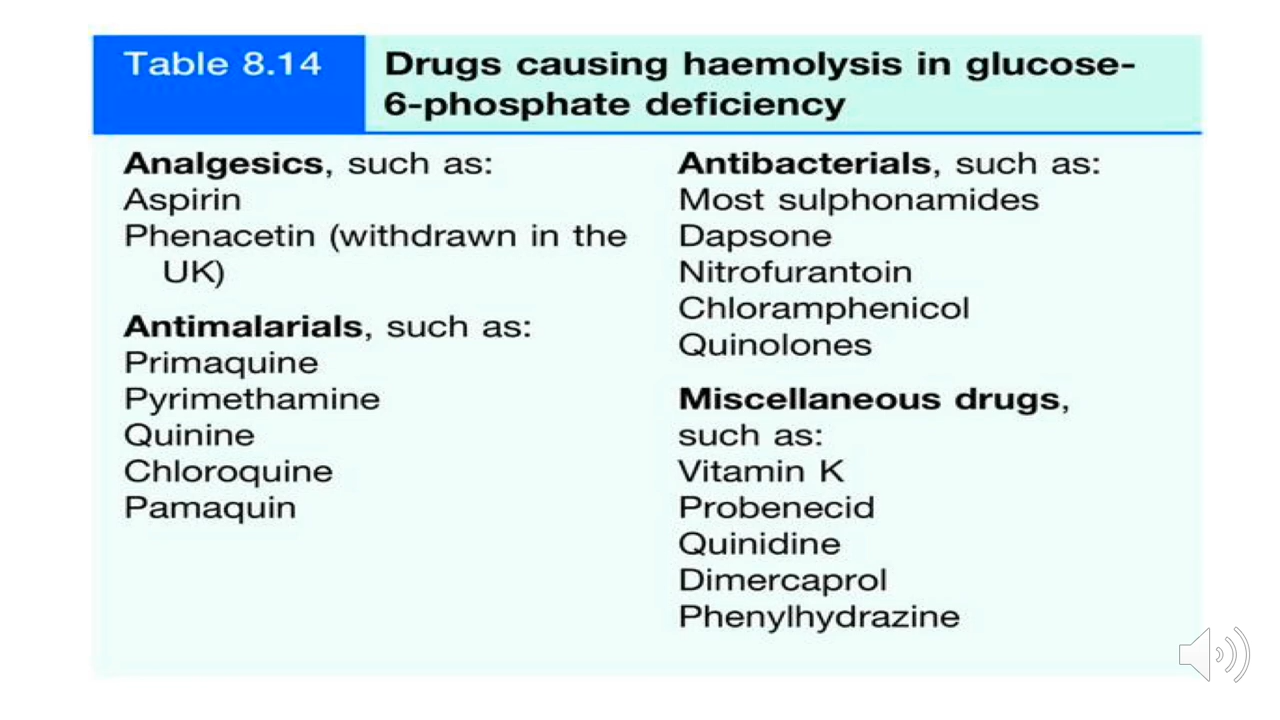 Table 8.14
Drugs causing haemolysis in glucose-
6-phosphate deficiency
Analgesics, such as:
Aspirin
Phenacetin (withdrawn in the
UK)
Antimalarials, such as:
Primaquine
Pyrimethamine
Quinine
Chloroquine
Pamaquin
Antibacterials, such as:
Most sulphonamides
Dapsone
Nitrofurantoin
Chloramphenicol
Quinolones
Miscellaneous drugs,
such as:
Vitamin K
Probenecid
Quinidine
Dimercaprol
Phenylhydrazine